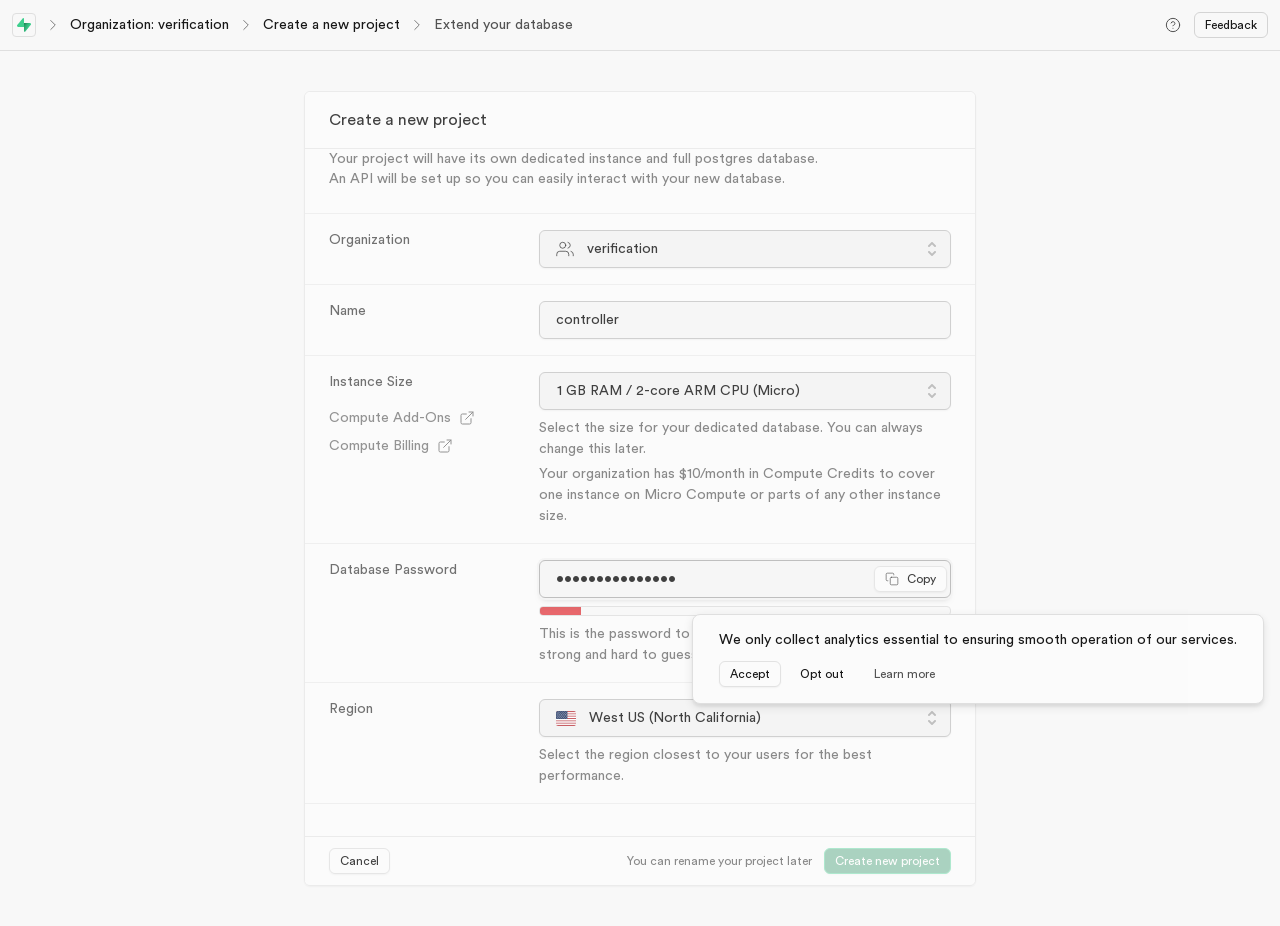 Organization: verification
Create a new project
Extend your database
Feedback
Create a new project
Your project will have its own dedicated instance and full postgres database.
An API will be set up so you can easily interact with your new database.
Organization
verification
Name
controller
Instance Size
Compute Add-Ons
Compute Billing
1 GB RAM / 2-core ARM CPU (Micro)
Select the size for your dedicated database. You can always
change this later.
Your organization has $10/month in Compute Credits to cover
one instance on Micro Compute or parts of any other instance
size.
Database Password
•••••••••••••••
Copy
This is the password to
strong and hard to
We only collect analytics essential to ensuring smooth operation of our services.
Accept
Opt out
Learn more
Region
West US (North California)
Select the region closest to your users for the best
performance.
Cancel
You can rename your project later
Create new project